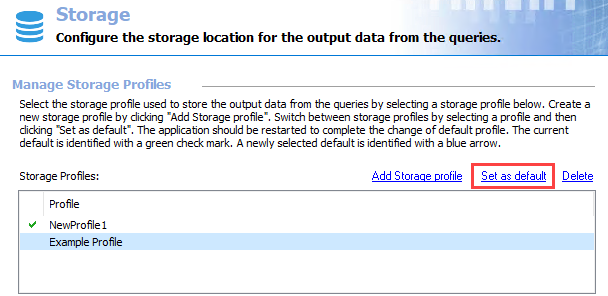 Storage
Configure the storage location for the output data from the queries.
Manage Storage Profiles
Select the storage profile used to store the output data from the queries by selecting a storage profile below. Create a
new storage profile by clicking "Add Storage profile". Switch between storage profiles by selecting a profile and then
clicking "Set as default". The application should be restarted to complete the change of default profile. The current
default is identified with a green check mark. A newly selected default is identified with a blue arrow.
Storage Profiles: Add Storage profile Set as default Delete
Profile
NewProfile1
Example Profile